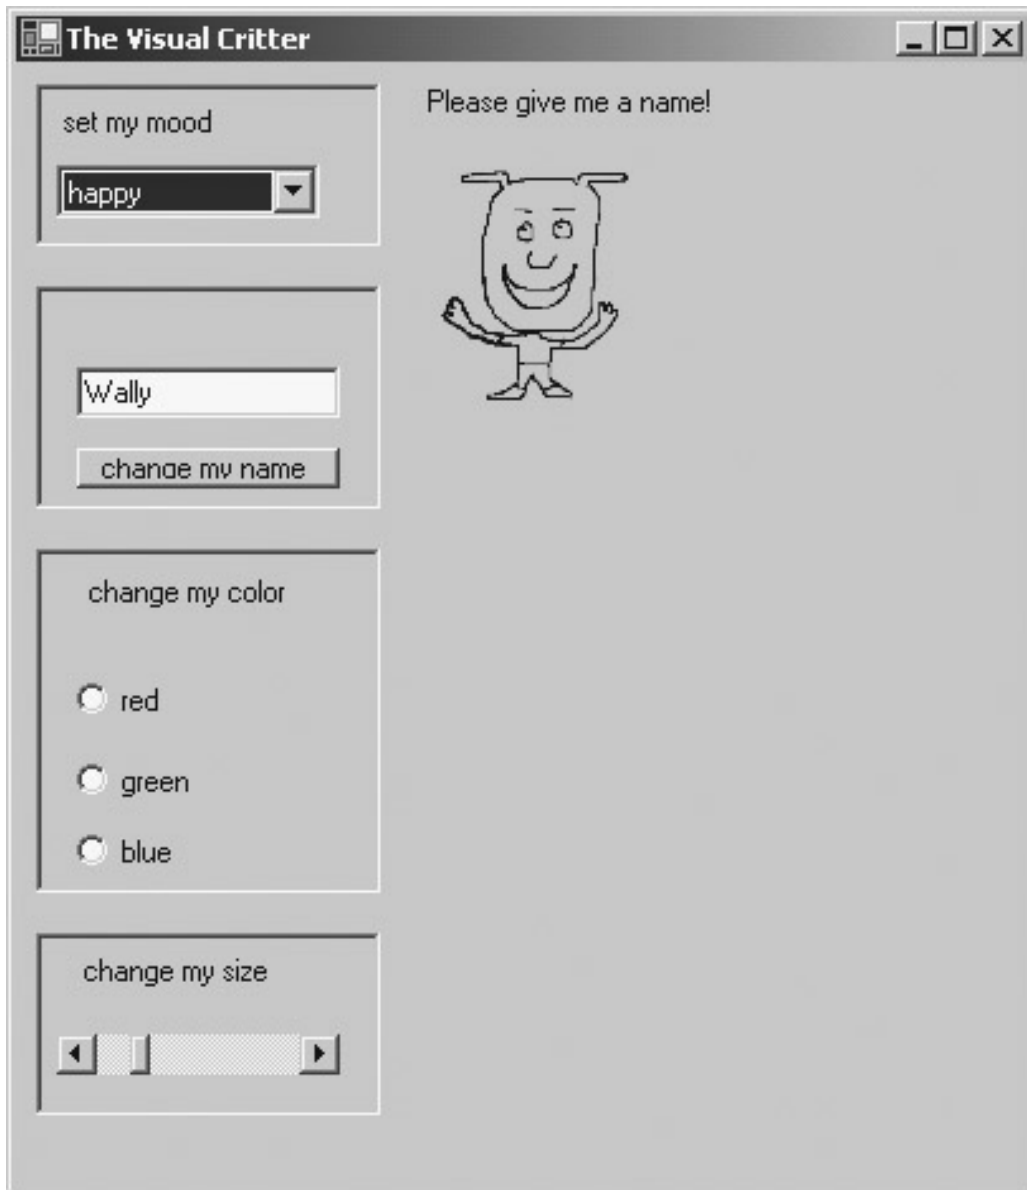 The Visual Critter
set my mood
happy
Please give me a name!
Wally
change my name
change my color
red
green
blue
change my size